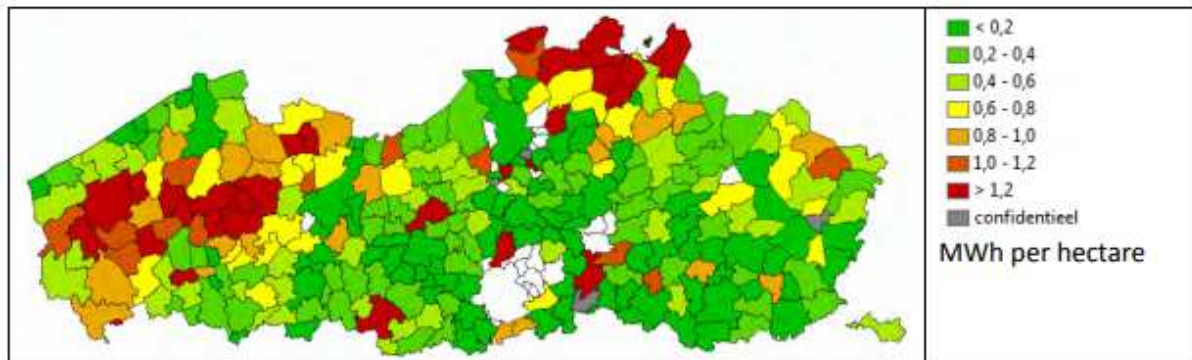 < 0,2
0,2 - 0,4
0,4 - 0,6
0,6 - 0,8
0,8 - 1,0
1,0 - 1,2
> 1,2
confidentieel
MWh per hectare